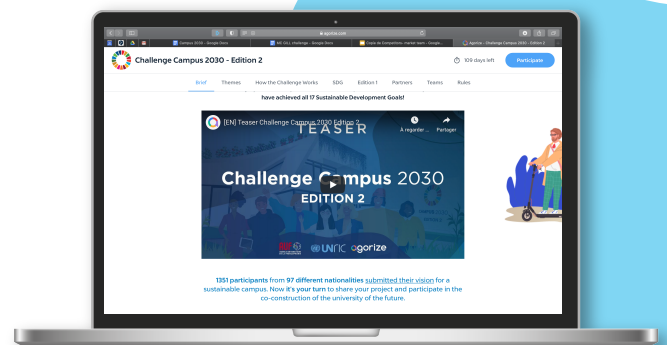 agorize.com
Campus 2030 - Google Docs
Agorize - Challenge Campus 2030 - Edition 2
Challenge Campus 2030 - Edition 2
109 days left
Participate
Brief Themes How the Challenge Works SDG Edition 1 Partners Teams Rules
have achieved all 17 Sustainable Development Goals!
[EN] Teaser Challenge Campus 2030 Edition 2
TEASER
À regarder ... Partager
Challenge Campus 2030
EDITION 2
UNIC agorize
1351 participants from 97 different nationalities submitted their vision for a
sustainable campus. Now it's your turn to share your project and participate in the
co-construction of the university of the future.